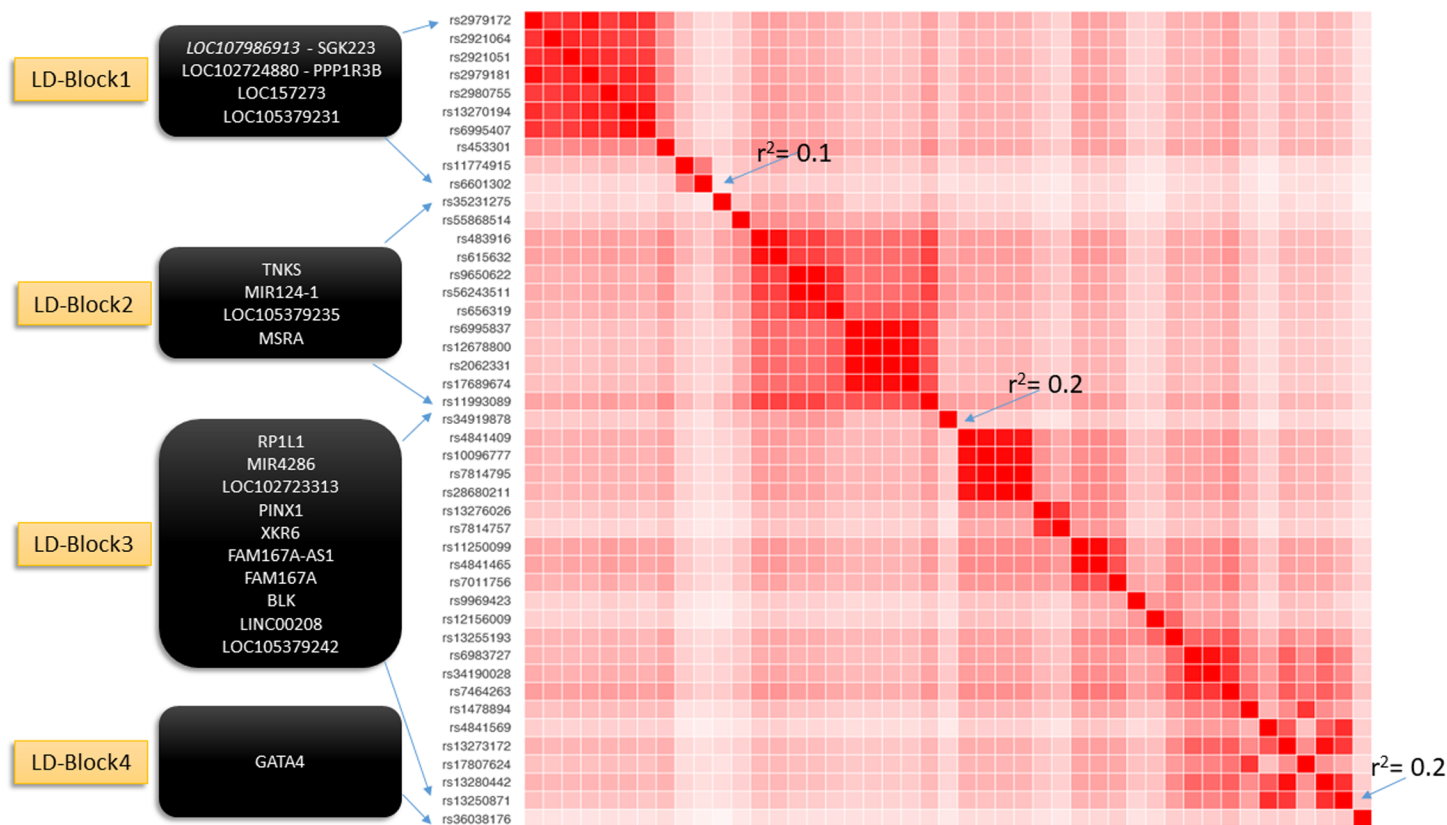 LD-Block1
LOC107986913 - SGK223
LOC102724880 - PPP1R3B
LOC157273
LOC105379231
LD-Block2
TNKS
MIR124-1
LOC105379235
MSRA
LD-Block3
RP1L1
MIR4286
LOC102723313
PINX1
XKR6
FAM167A-AS1
FAM167A
BLK
LINC00208
LOC105379242
LD-Block4
GATA4
rs2979172
rs2921064
rs2921051
rs2979181
rs2980755
rs13270194
rs6995407
rs453301
rs11774915
rs6601302
rs35231275
rs55868514
rs483916
rs615632
rs9650622
rs56243511
rs656319
rs6995837
rs12678800
rs2062331
rs17689674
rs11993089
rs34919878
rs4841409
rs10096777
rs7814795
rs28680211
rs13276026
rs7814757
rs11250099
rs4841465
rs7011756
rs9969423
rs12156009
rs13255193
rs6983727
rs34190028
rs7464263
rs1478894
rs4841569
rs13273172
rs17807624
rs13280442
rs13250871
rs36038176
r²= 0.1
r²= 0.2
r²= 0.2